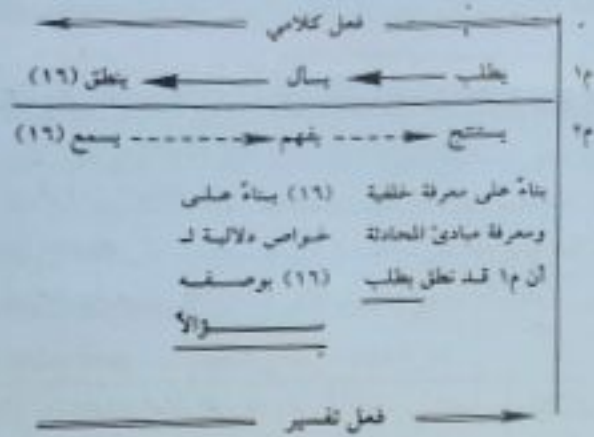 فعل كلامي
م١ يطلب يسأل ينطق (١٦)
م٢ يستنتج يفهم يسمع (١٦)
بناءً على معرفة خلفية (١٦) بناءً على
ومعرفة مبادئ المحادثة خواص دلالية لـ
أن م١ قد نطق بطلب (١٦) بوصفه
سؤالاً
فعل تفسير